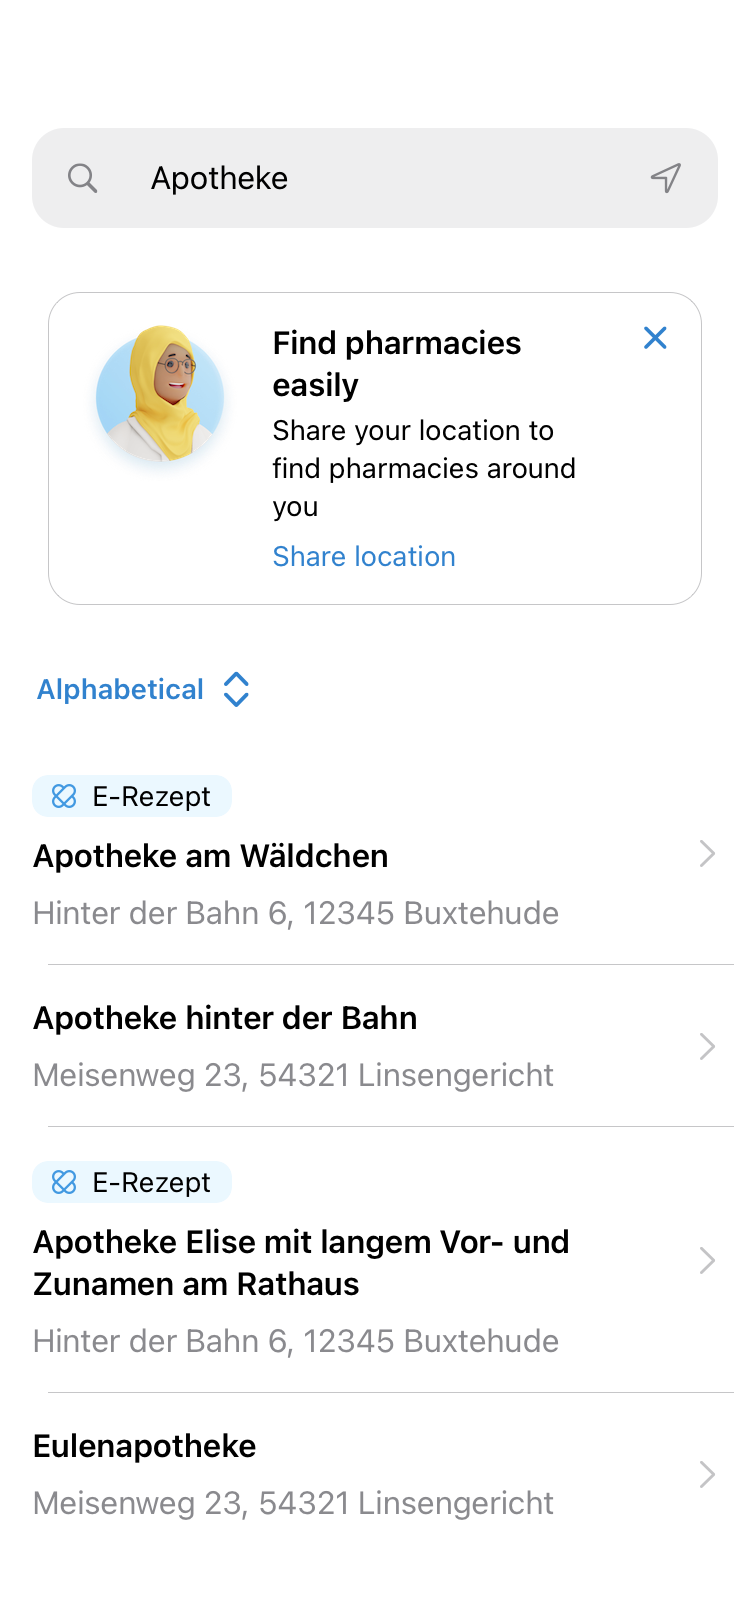 Apotheke
Find pharmacies
easily
Share your location to
find pharmacies around
you
Share location
Alphabetical
E-Rezept
Apotheke am Wäldchen
Hinter der Bahn 6, 12345 Buxtehude
Apotheke hinter der Bahn
Meisenweg 23, 54321 Linsengericht
E-Rezept
Apotheke Elise mit langem Vor- und
Zunamen am Rathaus
Hinter der Bahn 6, 12345 Buxtehude
Eulenapotheke
Meisenweg 23, 54321 Linsengericht